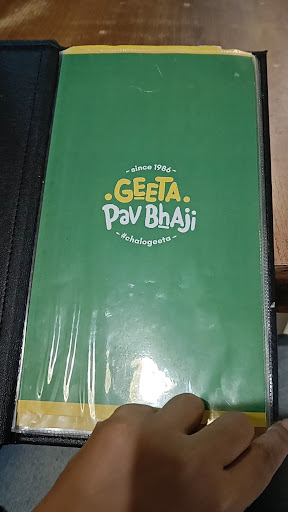 - since 1986 -
• GEETA •
Pav BhAji
- #chalogeeta -